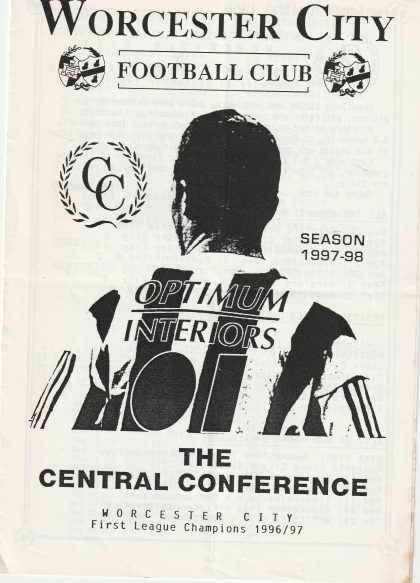 WORCESTER CITY
FOOTBALL CLUB
CC
SEASON
1997-98
OPTIMUM
INTERIORS
THE
CENTRAL CONFERENCE
WORCESTER CITY
First League Champions 1996/97